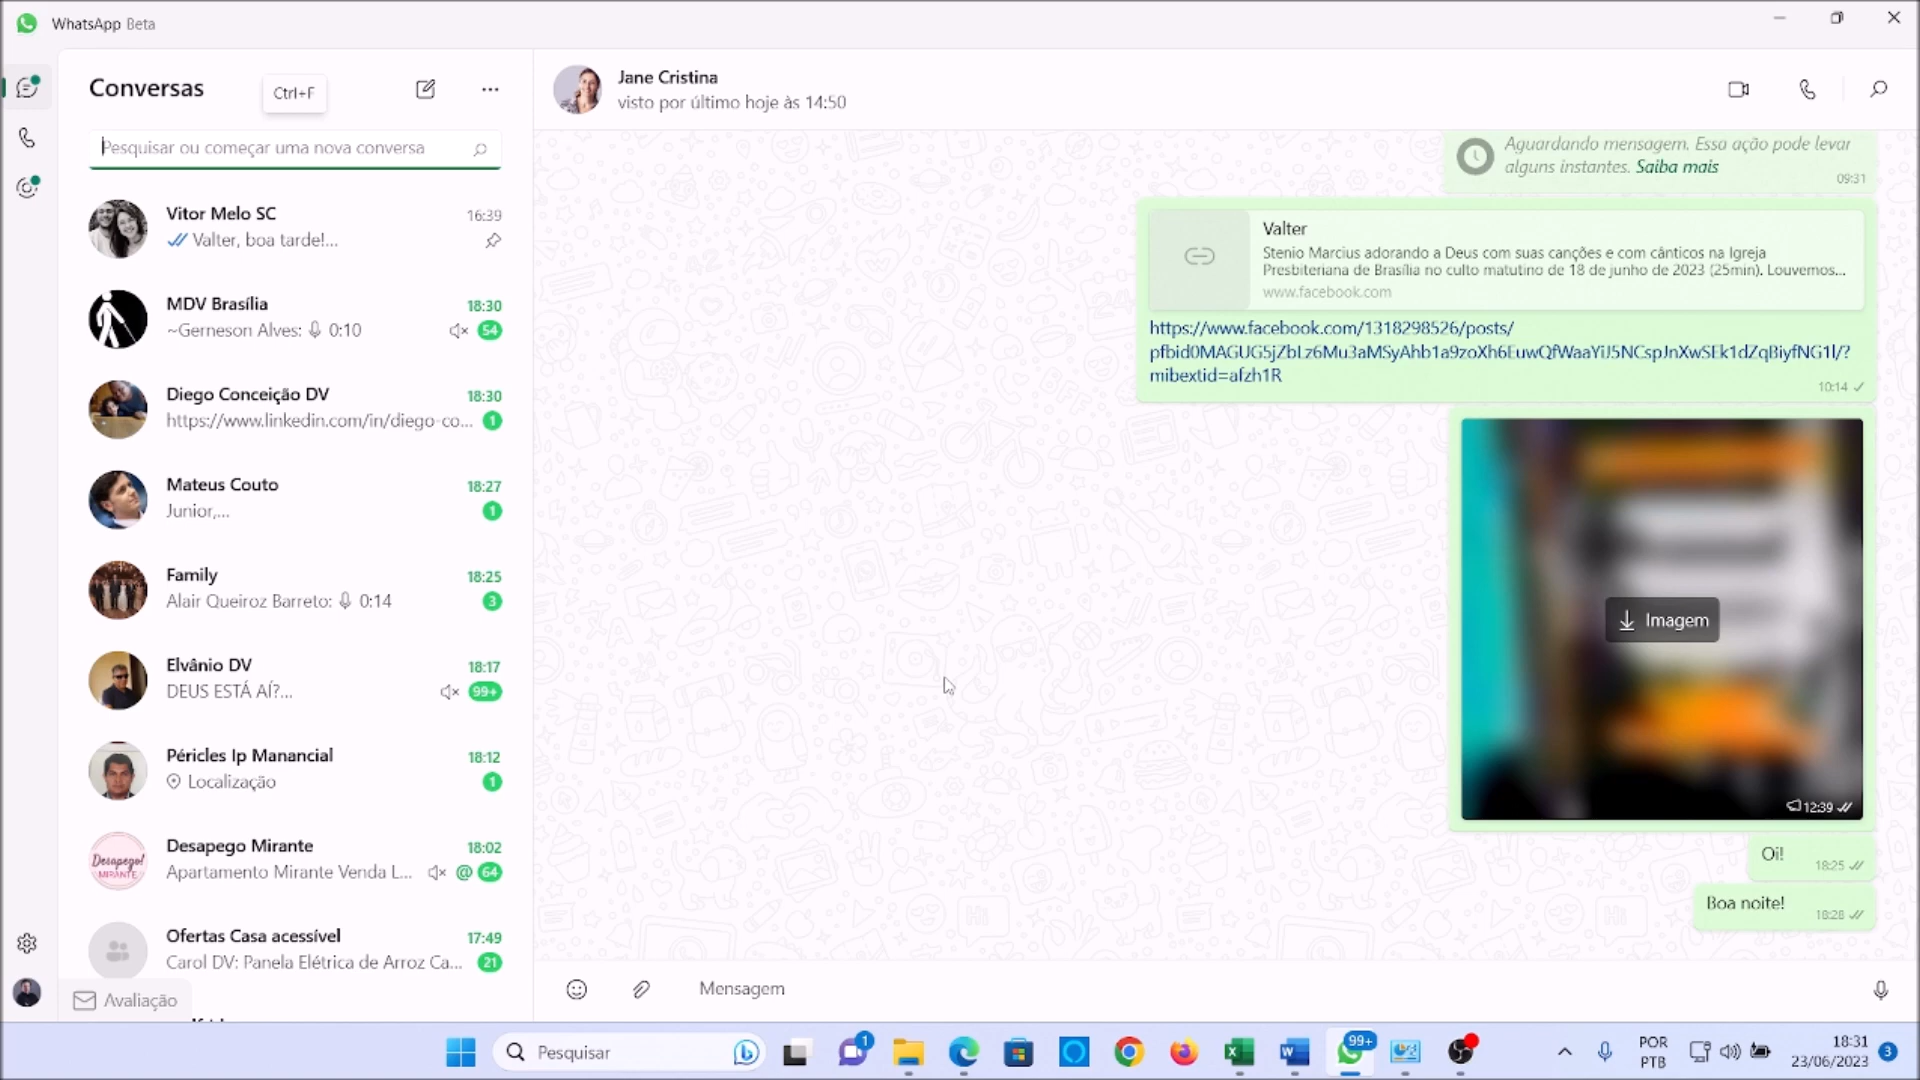 WhatsApp Beta
Conversas
Ctrl+F
Pesquisar ou começar uma nova conversa
Vitor Melo SC
16:39
Valter, boa tarde!...
MDV Brasília
18:30
~Gerneson Alves: 0:10
54
Diego Conceição DV
18:30
https://www.linkedin.com/in/diego-co...
1
Mateus Couto
18:27
Junior,...
1
Family
18:25
Alair Queiroz Barreto: 0:14
3
Elvânio DV
18:17
DEUS ESTÁ AÍ?...
99+
Péricles Ip Manancial
18:12
Localização
1
Desapego Mirante
18:02
Apartamento Mirante Venda L...
@ 64
Desapego!
MIRANTE
Ofertas Casa acessível
17:49
Carol DV: Panela Elétrica de Arroz Ca...
21
Avaliação
Jane Cristina
visto por último hoje às 14:50
Aguardando mensagem. Essa ação pode levar
alguns instantes. Saiba mais
09:31
Valter
Stenio Marcius adorando a Deus com suas canções e com cânticos na Igreja
Presbiteriana de Brasília no culto matutino de 18 de junho de 2023 (25min). Louvemos...
www.facebook.com
https://www.facebook.com/1318298526/posts/
pfbid0MAGUG5jZbLz6Mu3aMSyAhb1a9zoXh6EuwQfWaaYiJ5NCspJnXwSEk1dZqBiyfNG1l/?
mibextid=afzh1R
10:14
Imagem
12:39
Oi!
18:25
Boa noite!
18:28
Mensagem
Pesquisar
1
99+
POR
PTB
18:31
23/06/2023
3